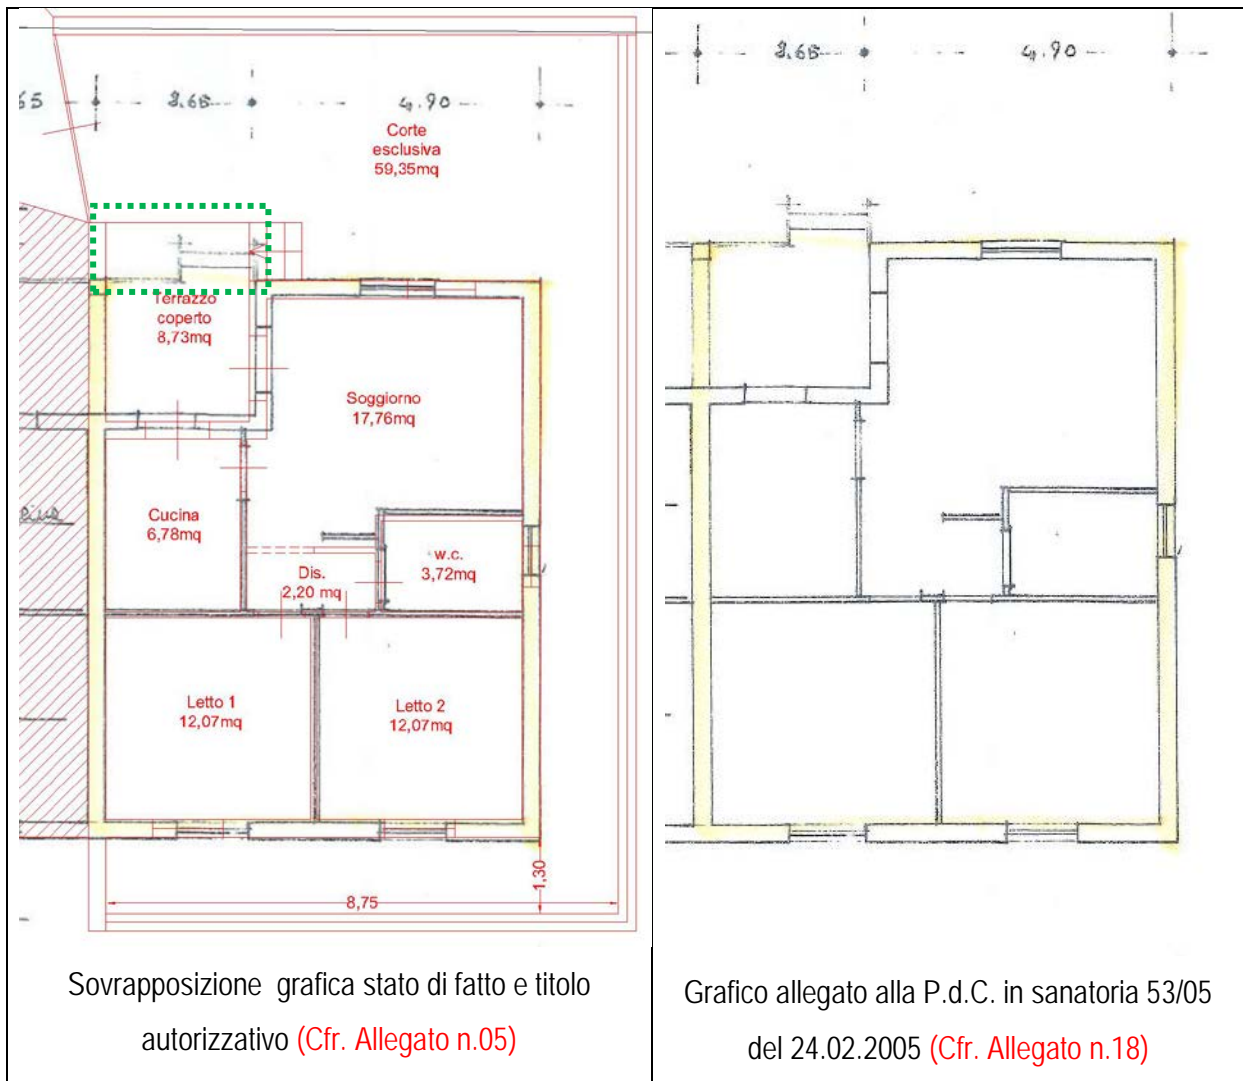 65
2.65
4.90
Corte
esclusiva
59,35mq
Terrazzo
coperto
8,73mq
Soggiorno
17,76mq
Cucina
6,78mq
w.c.
3,72mq
Dis.
2,20 mq
Letto 1
12,07mq
Letto 2
12,07mq
1,30
8,75
Sovrapposizione grafica stato di fatto e titolo
autorizzativo (Cfr. Allegato n.05)
2.65
4.90
Grafico allegato alla P.d.C. in sanatoria 53/05
del 24.02.2005 (Cfr. Allegato n.18)